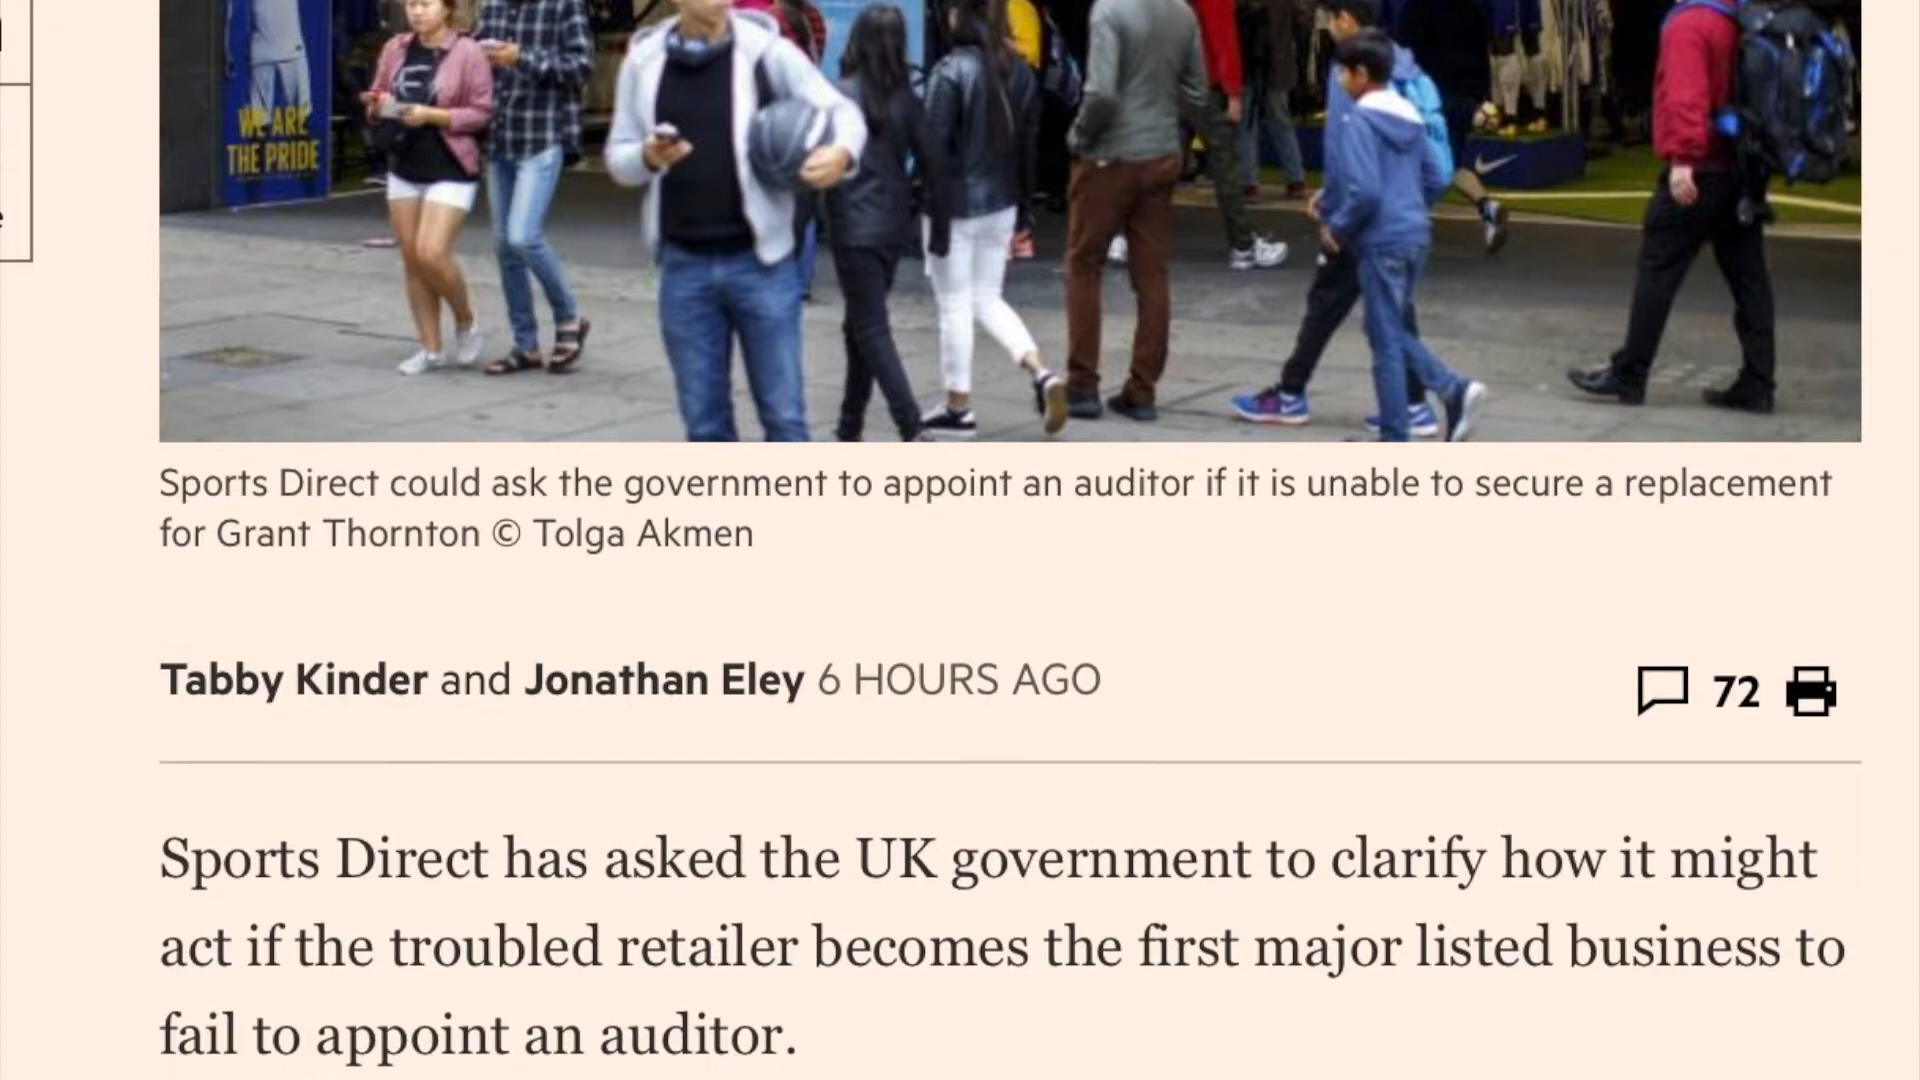 WE ARE
THE PRIDE
Sports Direct could ask the government to appoint an auditor if it is unable to secure a replacement
for Grant Thornton © Tolga Akmen
Tabby Kinder and Jonathan Eley 6 HOURS AGO
72
Sports Direct has asked the UK government to clarify how it might
act if the troubled retailer becomes the first major listed business to
fail to appoint an auditor.